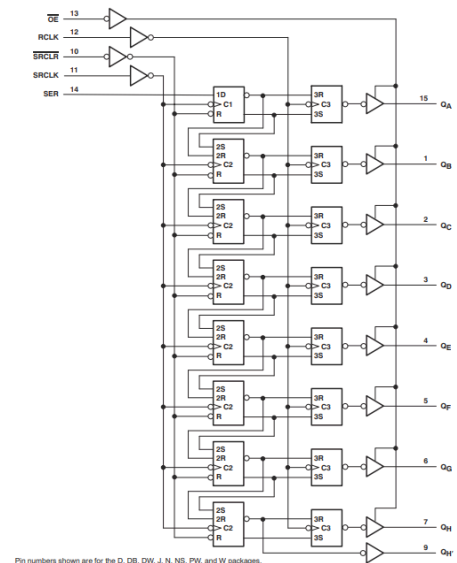 OE 13
RCLK 12
SRCLR 10
SRCLK 11
SER 14
1D
C1
R
3R
C3
3S
15 QA
2S
2R
C2
R
3R
C3
3S
1 QB
2S
2R
C2
R
3R
C3
3S
2 QC
2S
2R
C2
R
3R
C3
3S
3 QD
2S
2R
C2
R
3R
C3
3S
4 QE
2S
2R
C2
R
3R
C3
3S
5 QF
2S
2R
C2
R
3R
C3
3S
6 QG
2S
2R
C2
R
3R
C3
3S
7 QH
9 QH'
Pin numbers shown are for the D, DB, DW, J, N, NS, PW, and W packages.